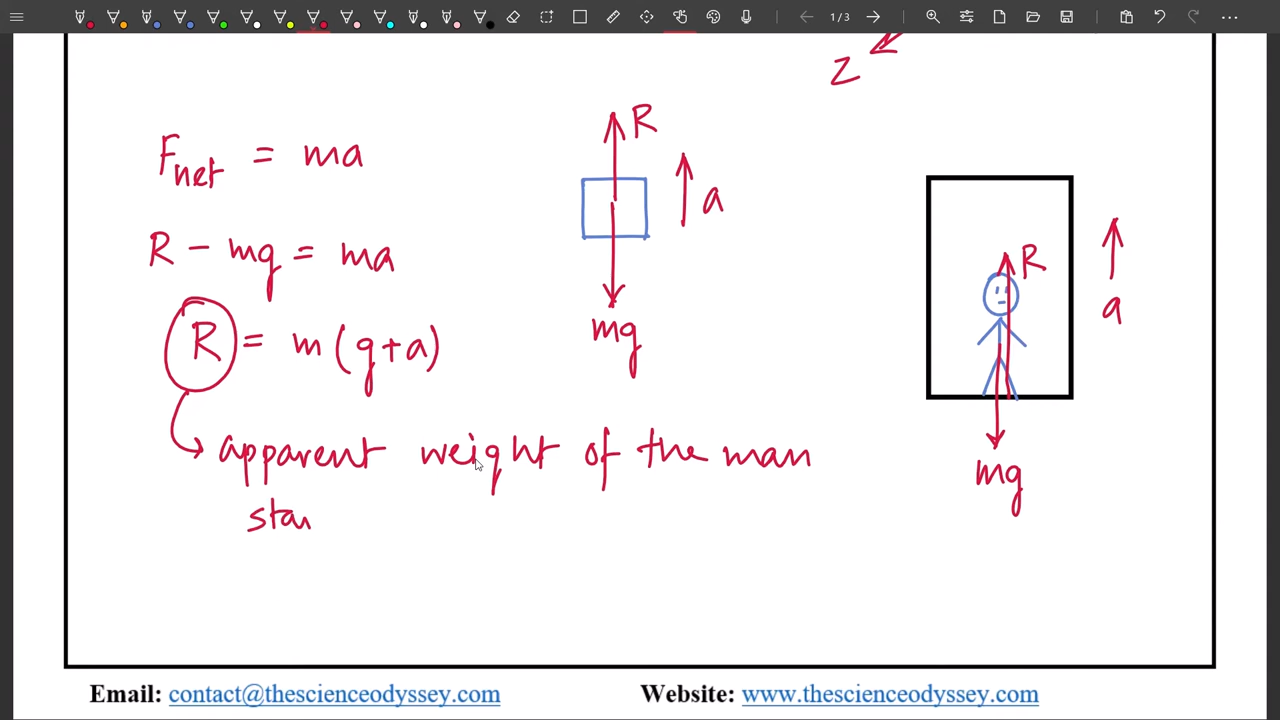 1/3
Z
F_net = ma
R
a
R - mg = ma
R
a
R = m(g+a)
mg
apparent weight of the man
mg
star
Email: contact@thescienceodyssey.com Website: www.thescienceodyssey.com